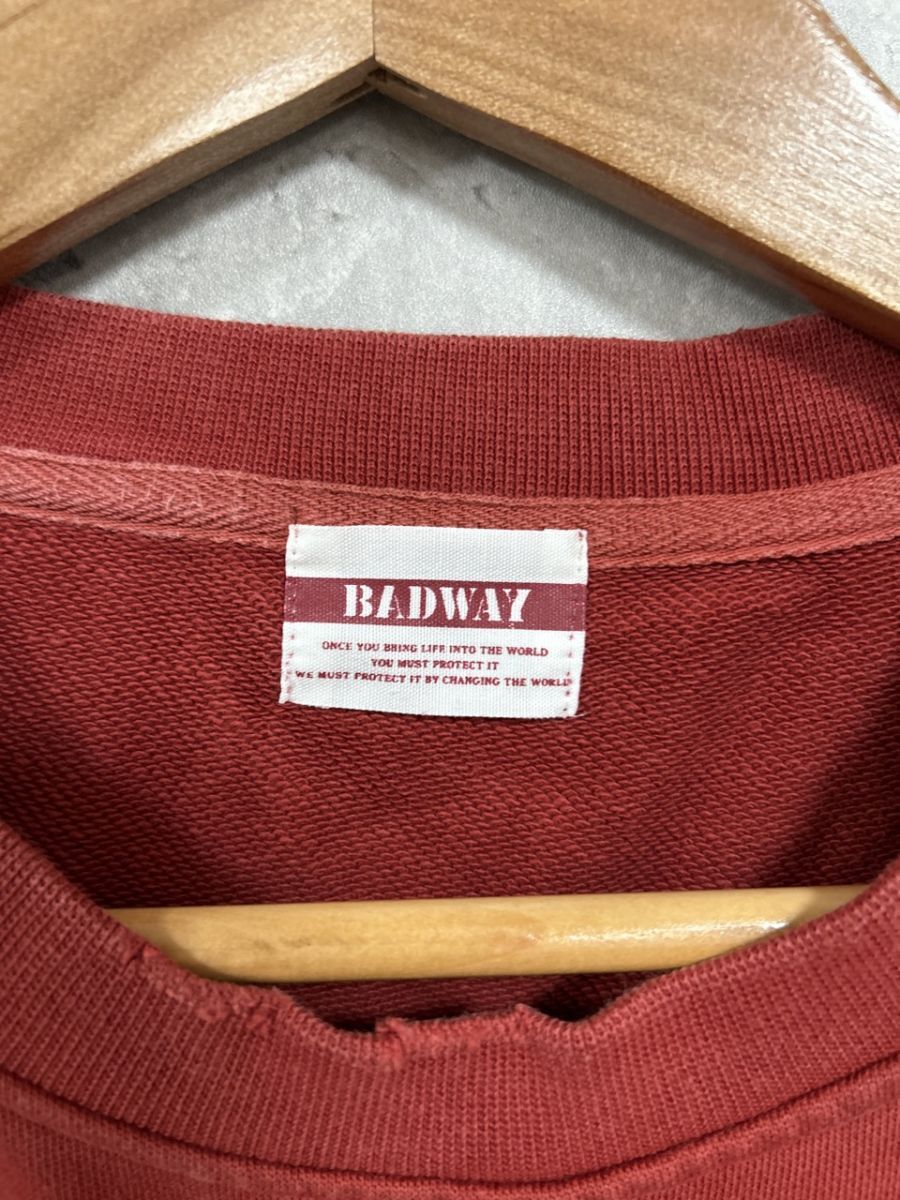 BADWAY
ONCE YOU BRING LIFE INTO THE WORLD
YOU MUST PROTECT IT
WE MUST PROTECT IT BY CHANGING THE WORLD